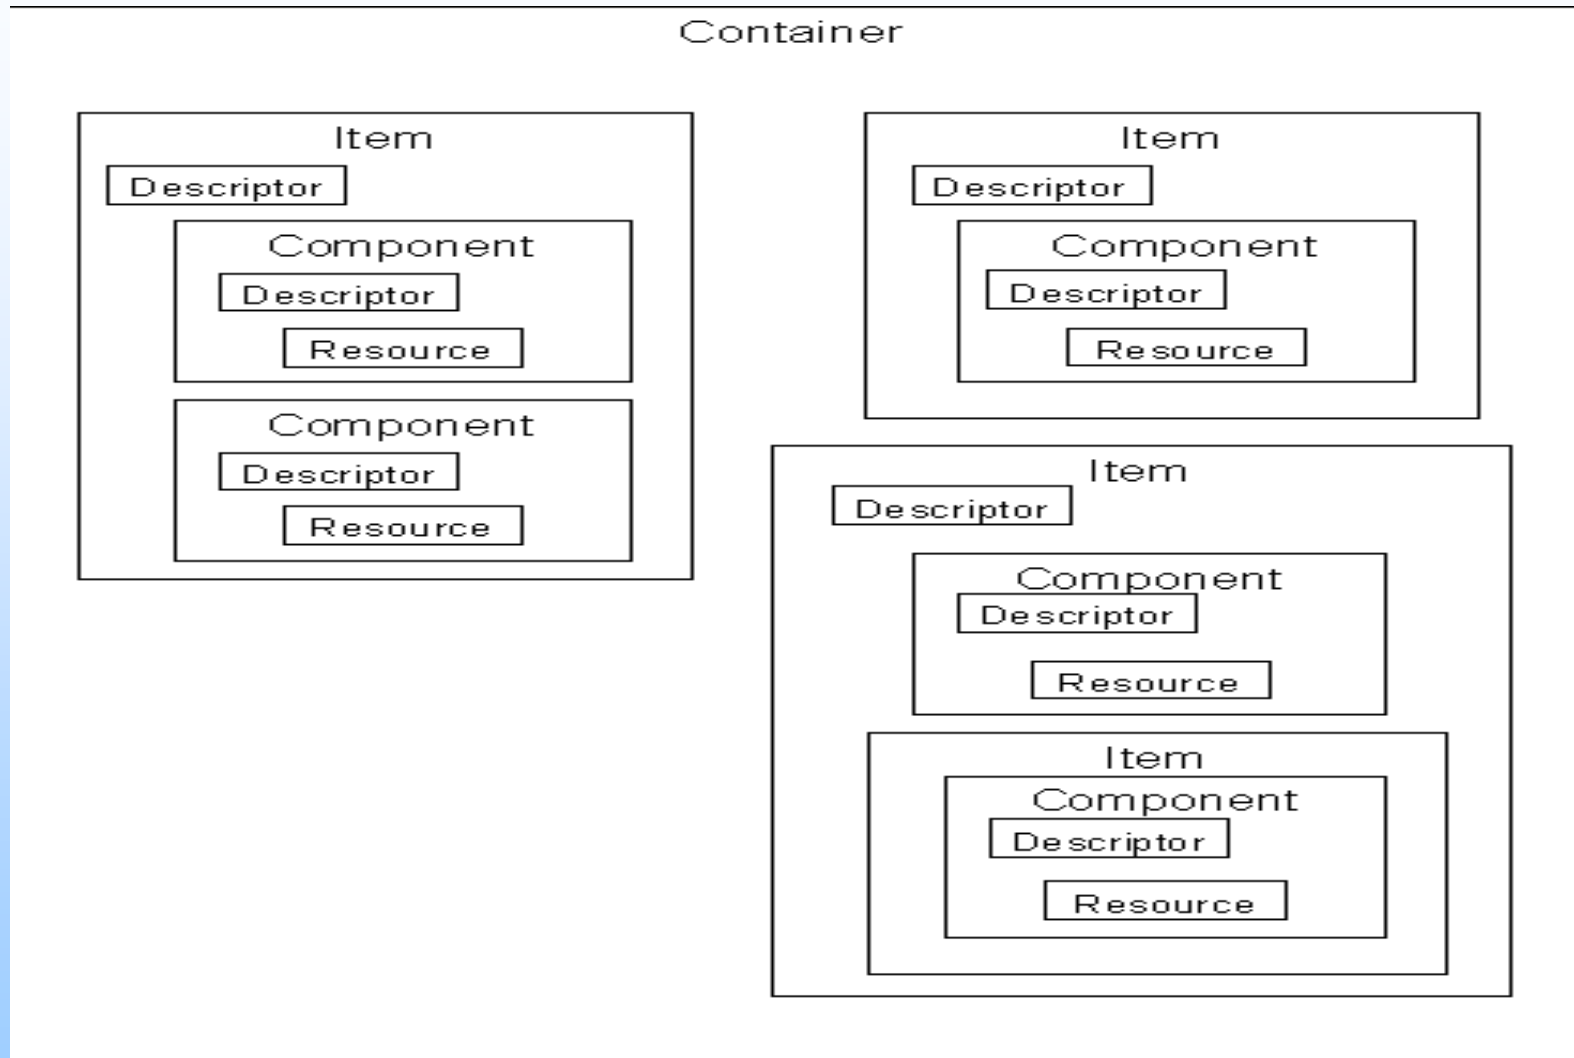 Container
Item
Descriptor
Component
Descriptor
Resource
Component
Descriptor
Resource
Item
Descriptor
Component
Descriptor
Resource
Item
Descriptor
Component
Descriptor
Resource
Item
Component
Descriptor
Resource